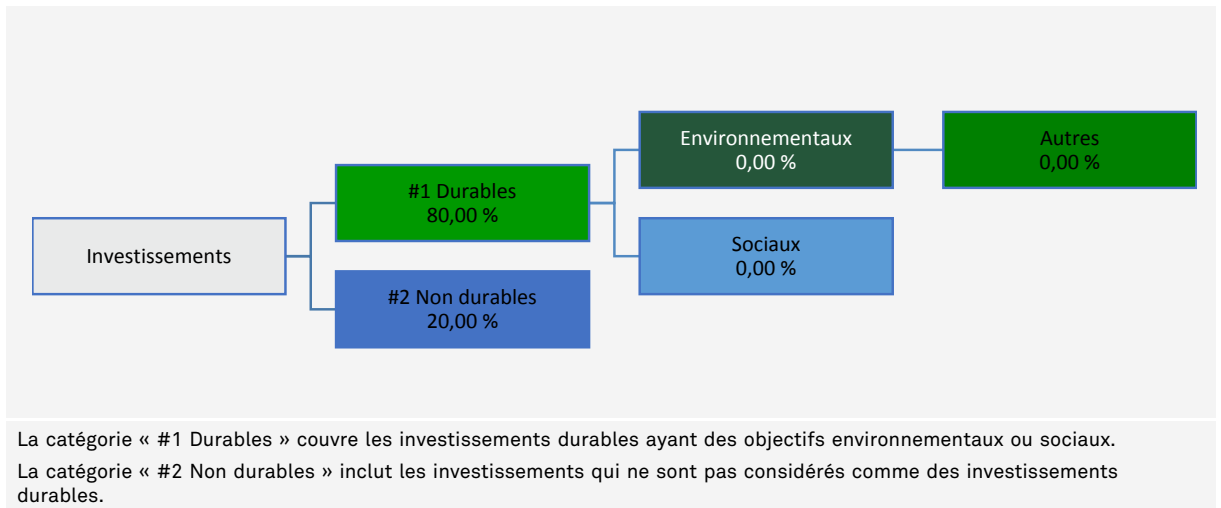 Environnementaux
0,00 %
Autres
0,00 %
#1 Durables
80,00 %
Investissements
Sociaux
0,00 %
#2 Non durables
20,00 %
La catégorie « #1 Durables » couvre les investissements durables ayant des objectifs environnementaux ou sociaux.
La catégorie « #2 Non durables » inclut les investissements qui ne sont pas considérés comme des investissements
durables.